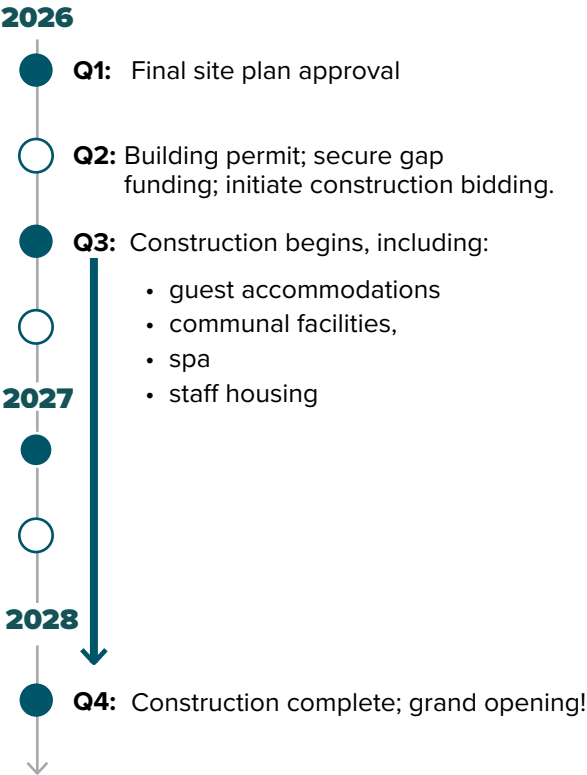 2026
Q1: Final site plan approval
Q2: Building permit; secure gap
funding; initiate construction bidding.
Q3: Construction begins, including:
• guest accommodations
• communal facilities,
• spa
• staff housing
2027
2028
Q4: Construction complete; grand opening!